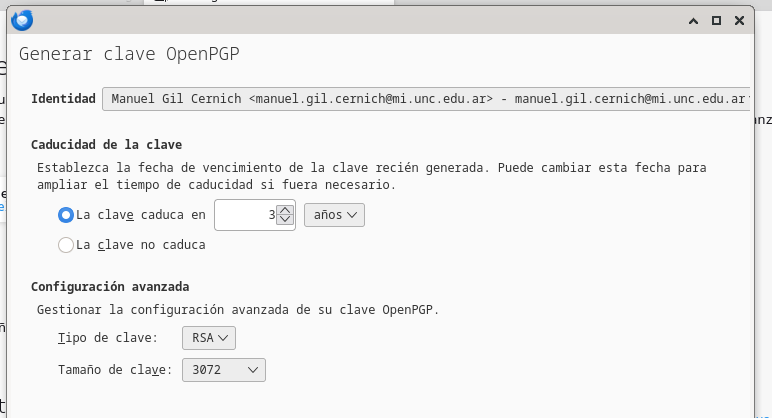 Generar clave OpenPGP
Identidad Manuel Gil Cernich <manuel.gil.cernich@mi.unc.edu.ar> - manuel.gil.cernich@mi.unc.edu.ar
Caducidad de la clave
Establezca la fecha de vencimiento de la clave recién generada. Puede cambiar esta fecha para
ampliar el tiempo de caducidad si fuera necesario.
La clave caduca en 3 años
La clave no caduca
Configuración avanzada
Gestionar la configuración avanzada de su clave OpenPGP.
Tipo de clave: RSA
Tamaño de clave: 3072